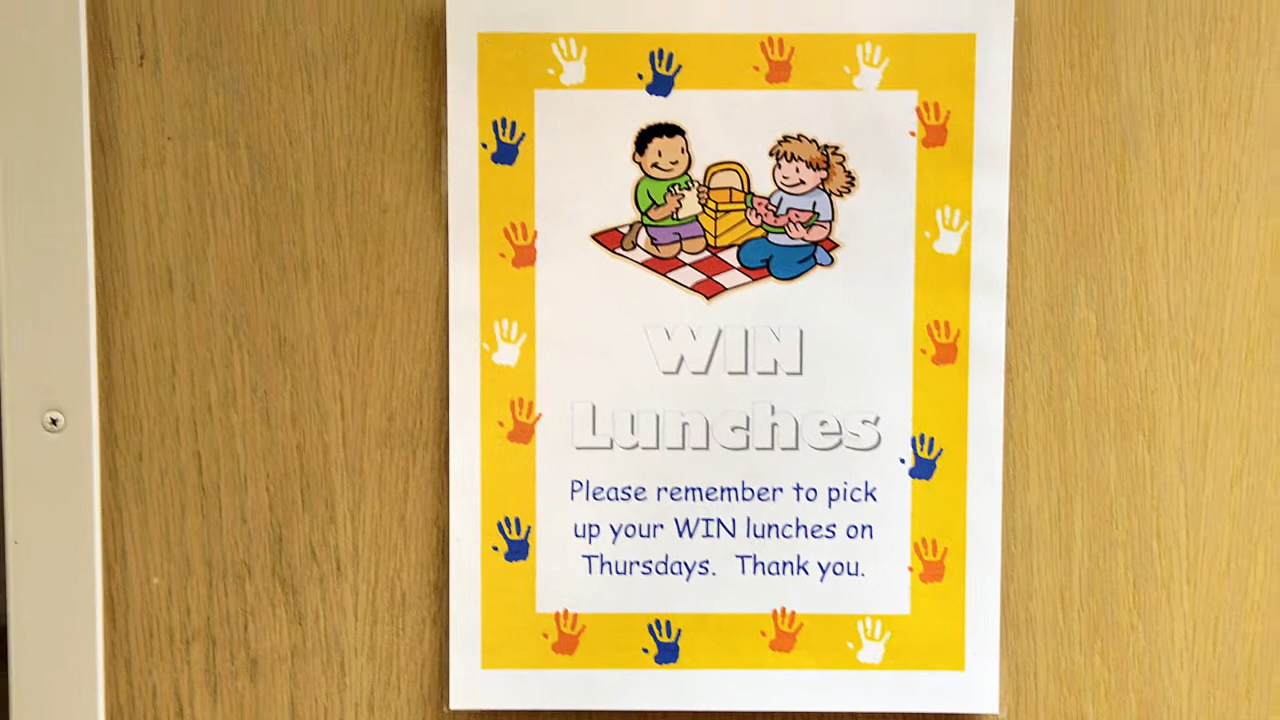 WIN
Lunches
Please remember to pick
up your WIN lunches on
Thursdays. Thank you.